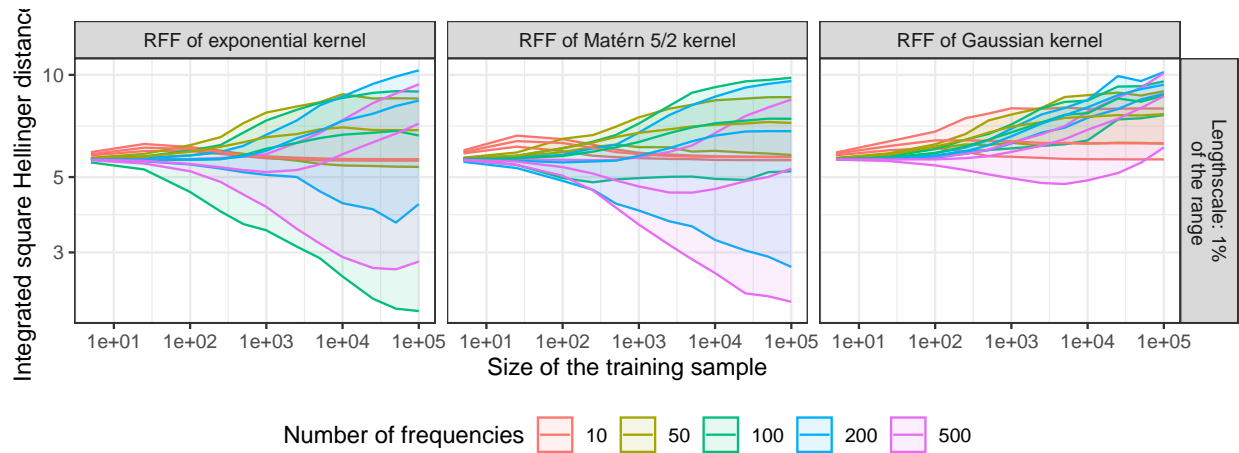 RFF of exponential kernel
RFF of Matérn 5/2 kernel
RFF of Gaussian kernel
Integrated square Hellinger distance
10
5
3
Lengthscale: 1%
of the range
1e+01 1e+02 1e+03 1e+04 1e+05
1e+01 1e+02 1e+03 1e+04 1e+05
1e+01 1e+02 1e+03 1e+04 1e+05
Size of the training sample
Number of frequencies 10 50 100 200 500